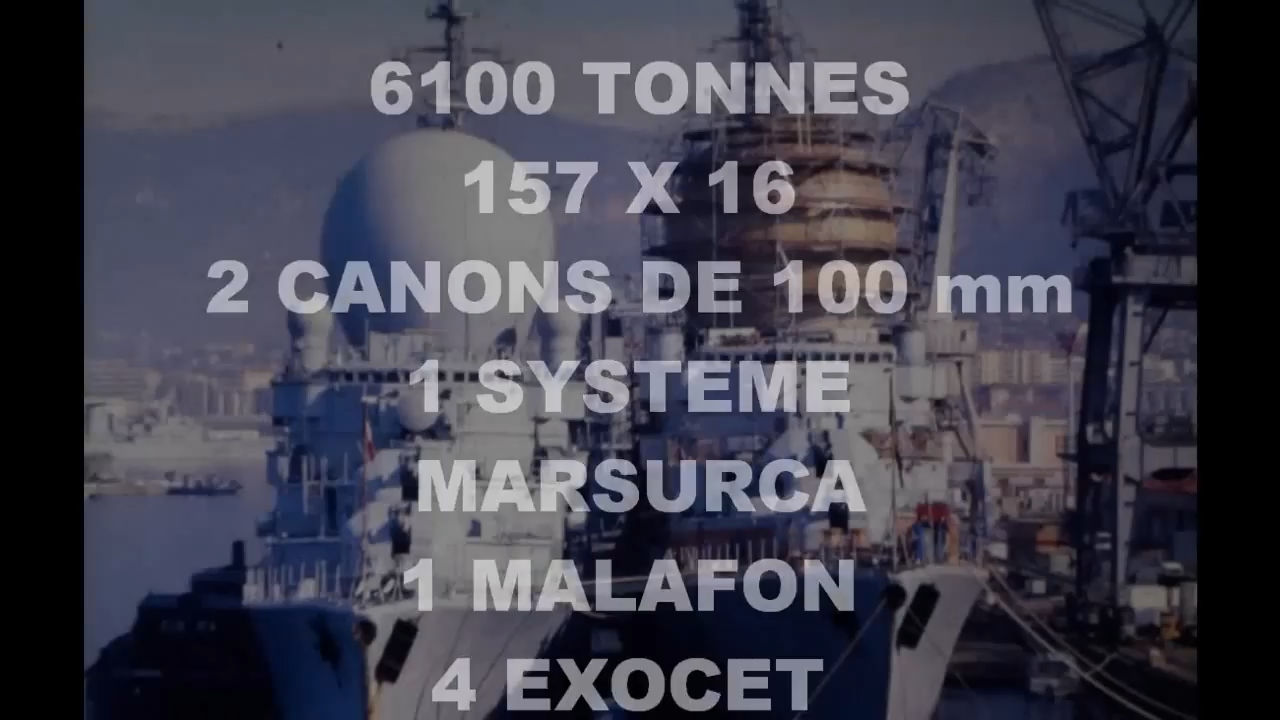 6100 TONNES
157 X 16
2 CANONS DE 100 mm
1 SYSTEME
MARSURCA
1 MALAFON
4 EXOCET